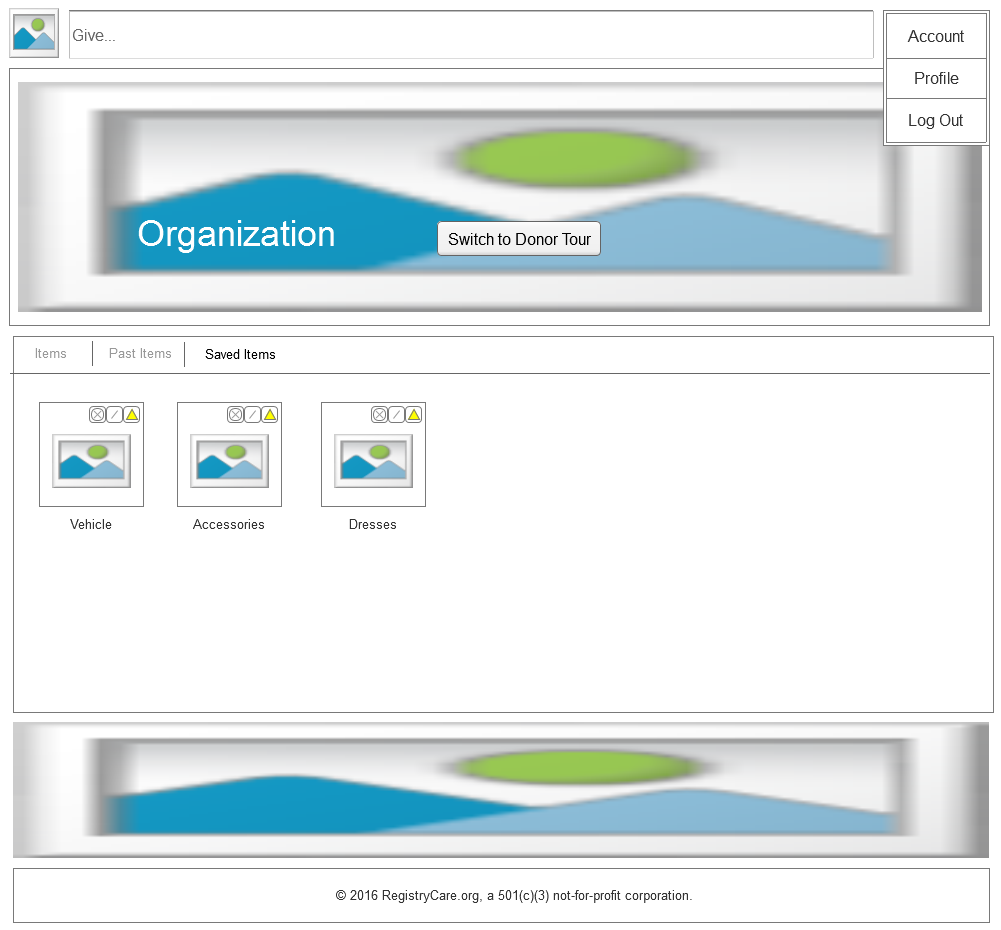 Give...
Account
Profile
Log Out
Organization
Switch to Donor Tour
Items
Past Items
Saved Items
Vehicle
Accessories
Dresses
© 2016 RegistryCare.org, a 501(c)(3) not-for-profit corporation.